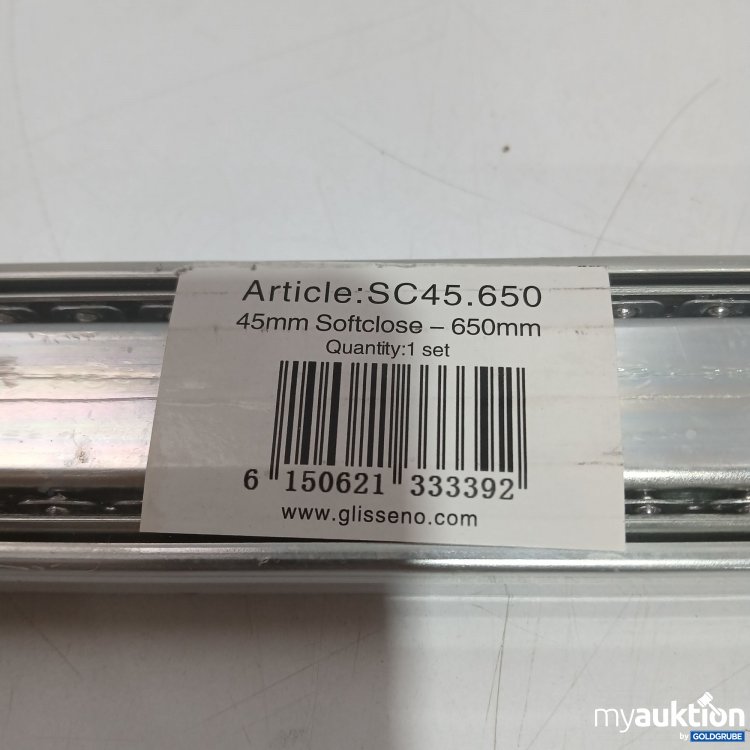 Article:SC45.650
45mm Softclose – 650mm
Quantity:1 set
6 150621 333392
www.glisseno.com
myauktion
by GOLDGRUBE